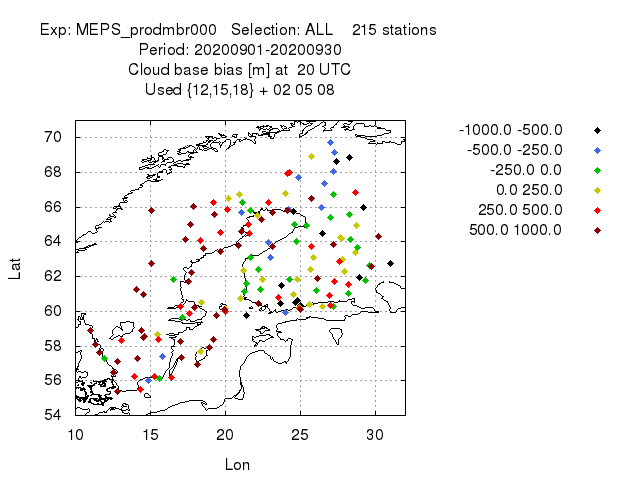 Exp: MEPS_prodmbr000 Selection: ALL 215 stations
Period: 20200901-20200930
Cloud base bias [m] at 20 UTC
Used {12,15,18} + 02 05 08
-1000.0 -500.0
-500.0 -250.0
-250.0 0.0
0.0 250.0
250.0 500.0
500.0 1000.0
Lat
70
68
66
64
62
60
58
56
54
10 15 20 25 30
Lon